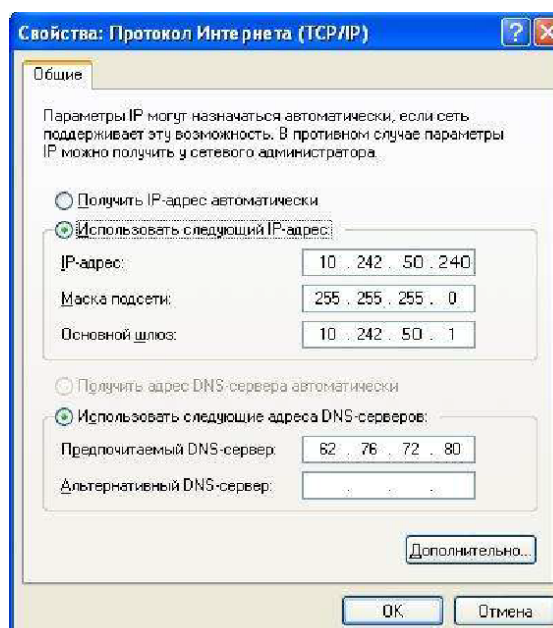 Свойства: Протокол Интернета (TCP/IP)
Общие
Параметры IP могут назначаться автоматически, если сеть
поддерживает эту возможность. В противном случае параметры
IP можно получить у сетевого администратора.
Получить IP-адрес автоматически
Использовать следующий IP-адрес:
IP-адрес: 10 . 242 . 50 . 240
Маска подсети: 255 . 255 . 255 . 0
Основной шлюз: 10 . 242 . 50 . 1
Получить адрес DNS-сервера автоматически
Использовать следующие адреса DNS-серверов:
Предпочитаемый DNS-сервер: 62 . 76 . 72 . 80
Альтернативный DNS-сервер: . . .
Дополнительно...
OK Отмена